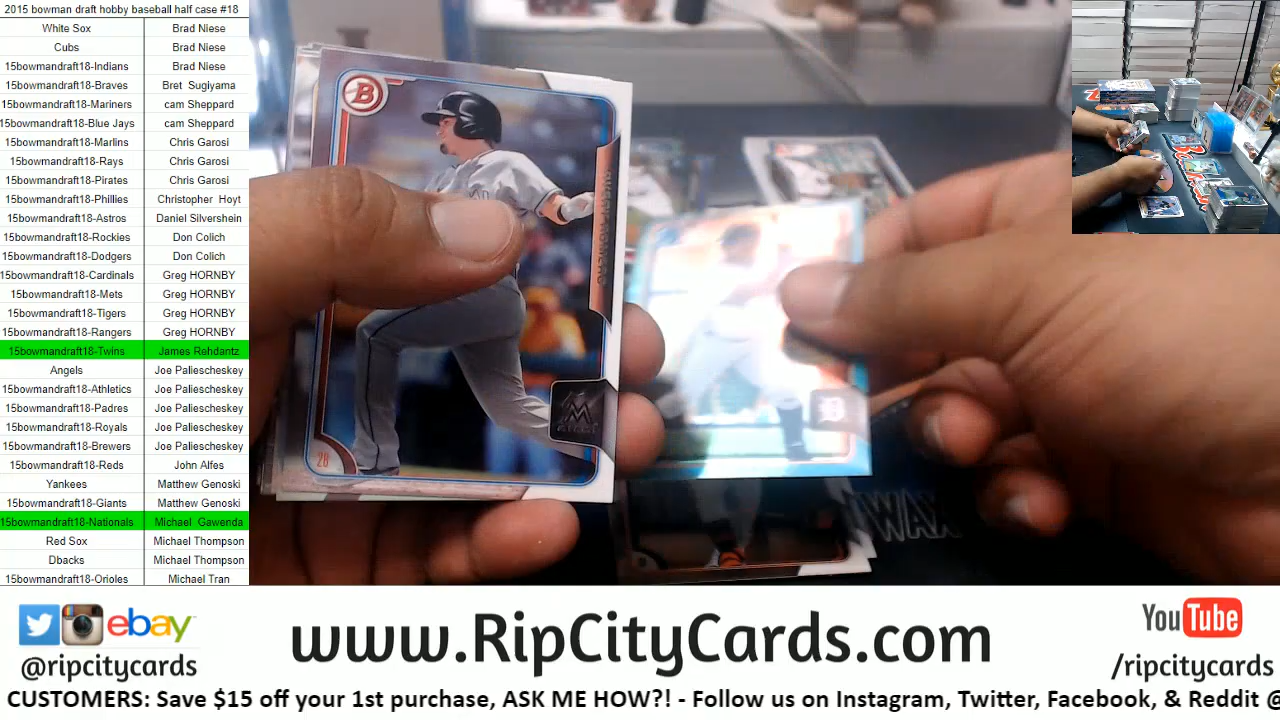 2015 bowman draft hobby baseball half case #18
White Sox Brad Niese
Cubs Brad Niese
15bowmandraft18-Indians Brad Niese
15bowmandraft18-Braves Bret Sugiyama
15bowmandraft18-Mariners cam Sheppard
15bowmandraft18-Blue Jays cam Sheppard
15bowmandraft18-Marlins Chris Garosi
15bowmandraft18-Rays Chris Garosi
15bowmandraft18-Pirates Chris Garosi
15bowmandraft18-Phillies Christopher Hoyt
15bowmandraft18-Astros Daniel Silvershein
15bowmandraft18-Rockies Don Colich
15bowmandraft18-Dodgers Don Colich
15bowmandraft18-Cardinals Greg HORNBY
15bowmandraft18-Mets Greg HORNBY
15bowmandraft18-Tigers Greg HORNBY
15bowmandraft18-Rangers Greg HORNBY
15bowmandraft18-Twins James Rehdantz
Angels Joe Paliescheskey
15bowmandraft18-Athletics Joe Paliescheskey
15bowmandraft18-Padres Joe Paliescheskey
15bowmandraft18-Royals Joe Paliescheskey
15bowmandraft18-Brewers Joe Paliescheskey
15bowmandraft18-Reds John Alfes
Yankees Matthew Genoski
15bowmandraft18-Giants Matthew Genoski
15bowmandraft18-Nationals Michael Gawenda
Red Sox Michael Thompson
Dbacks Michael Thompson
15bowmandraft18-Orioles Michael Tran
B
28
WAX
ebay
@ripcitycards
www.RipCityCards.com
YouTube
/ripcitycards
CUSTOMERS: Save $15 off your 1st purchase, ASK ME HOW?! - Follow us on Instagram, Twitter, Facebook, & Reddit @